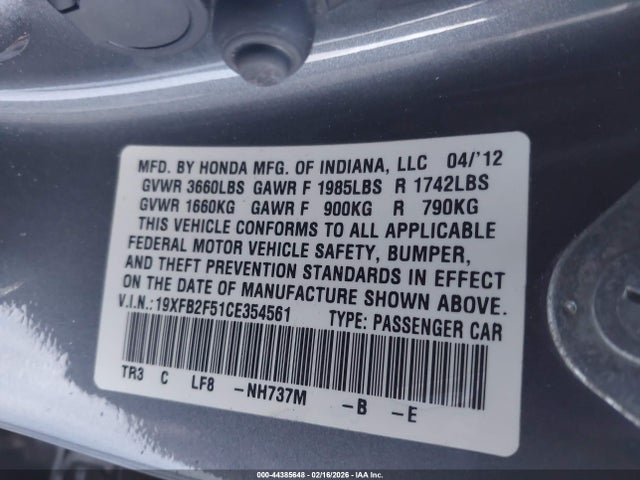 MFD. BY HONDA MFG. OF INDIANA, LLC 04/'12
GVWR 3660LBS GAWR F 1985LBS R 1742LBS
GVWR 1660KG GAWR F 900KG R 790KG
THIS VEHICLE CONFORMS TO ALL APPLICABLE
FEDERAL MOTOR VEHICLE SAFETY, BUMPER,
AND THEFT PREVENTION STANDARDS IN EFFECT
ON THE DATE OF MANUFACTURE SHOWN ABOVE.
V.I.N.: 19XFB2F51CE354561 TYPE: PASSENGER CAR
TR3 C LF8 -NH737M -B -E
000-44385648 - 02/16/2026 - IAA Inc.